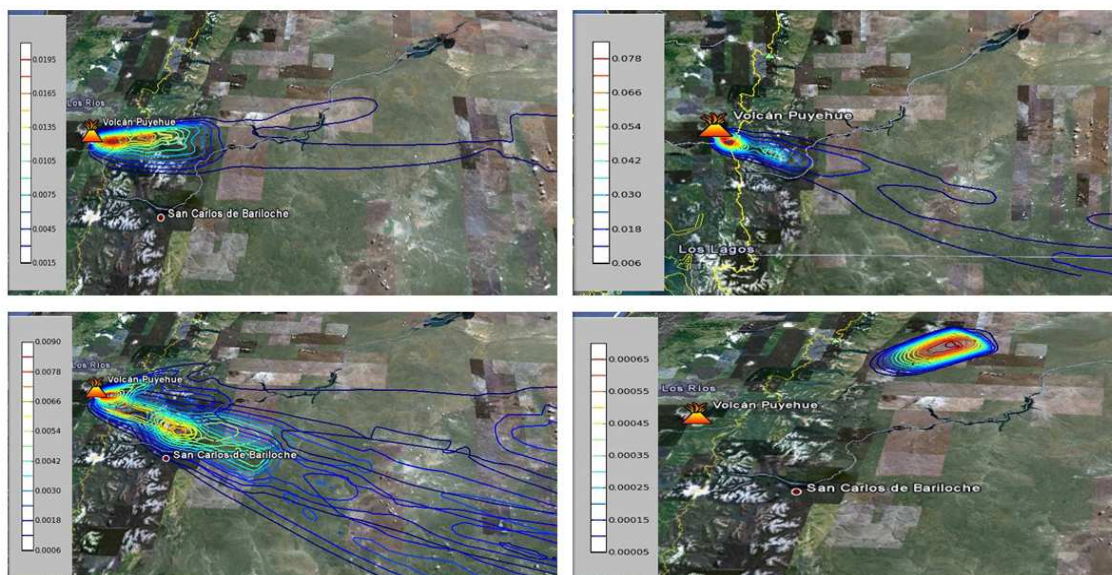 0.0195
0.0165
0.0135
0.0105
0.0075
0.0045
0.0015
Los Ríos
Volcán Puyehue
San Carlos de Bariloche
0.078
0.066
0.054
0.042
0.030
0.018
0.006
Volcán Puyehue
Los Lagos
0.0090
0.0078
0.0066
0.0054
0.0042
0.0030
0.0018
0.0006
Los Ríos
Volcán Puyehue
San Carlos de Bariloche
0.00065
0.00055
0.00045
0.00035
0.00025
0.00015
0.00005
Los Ríos
Volcán Puyehue
San Carlos de Bariloche